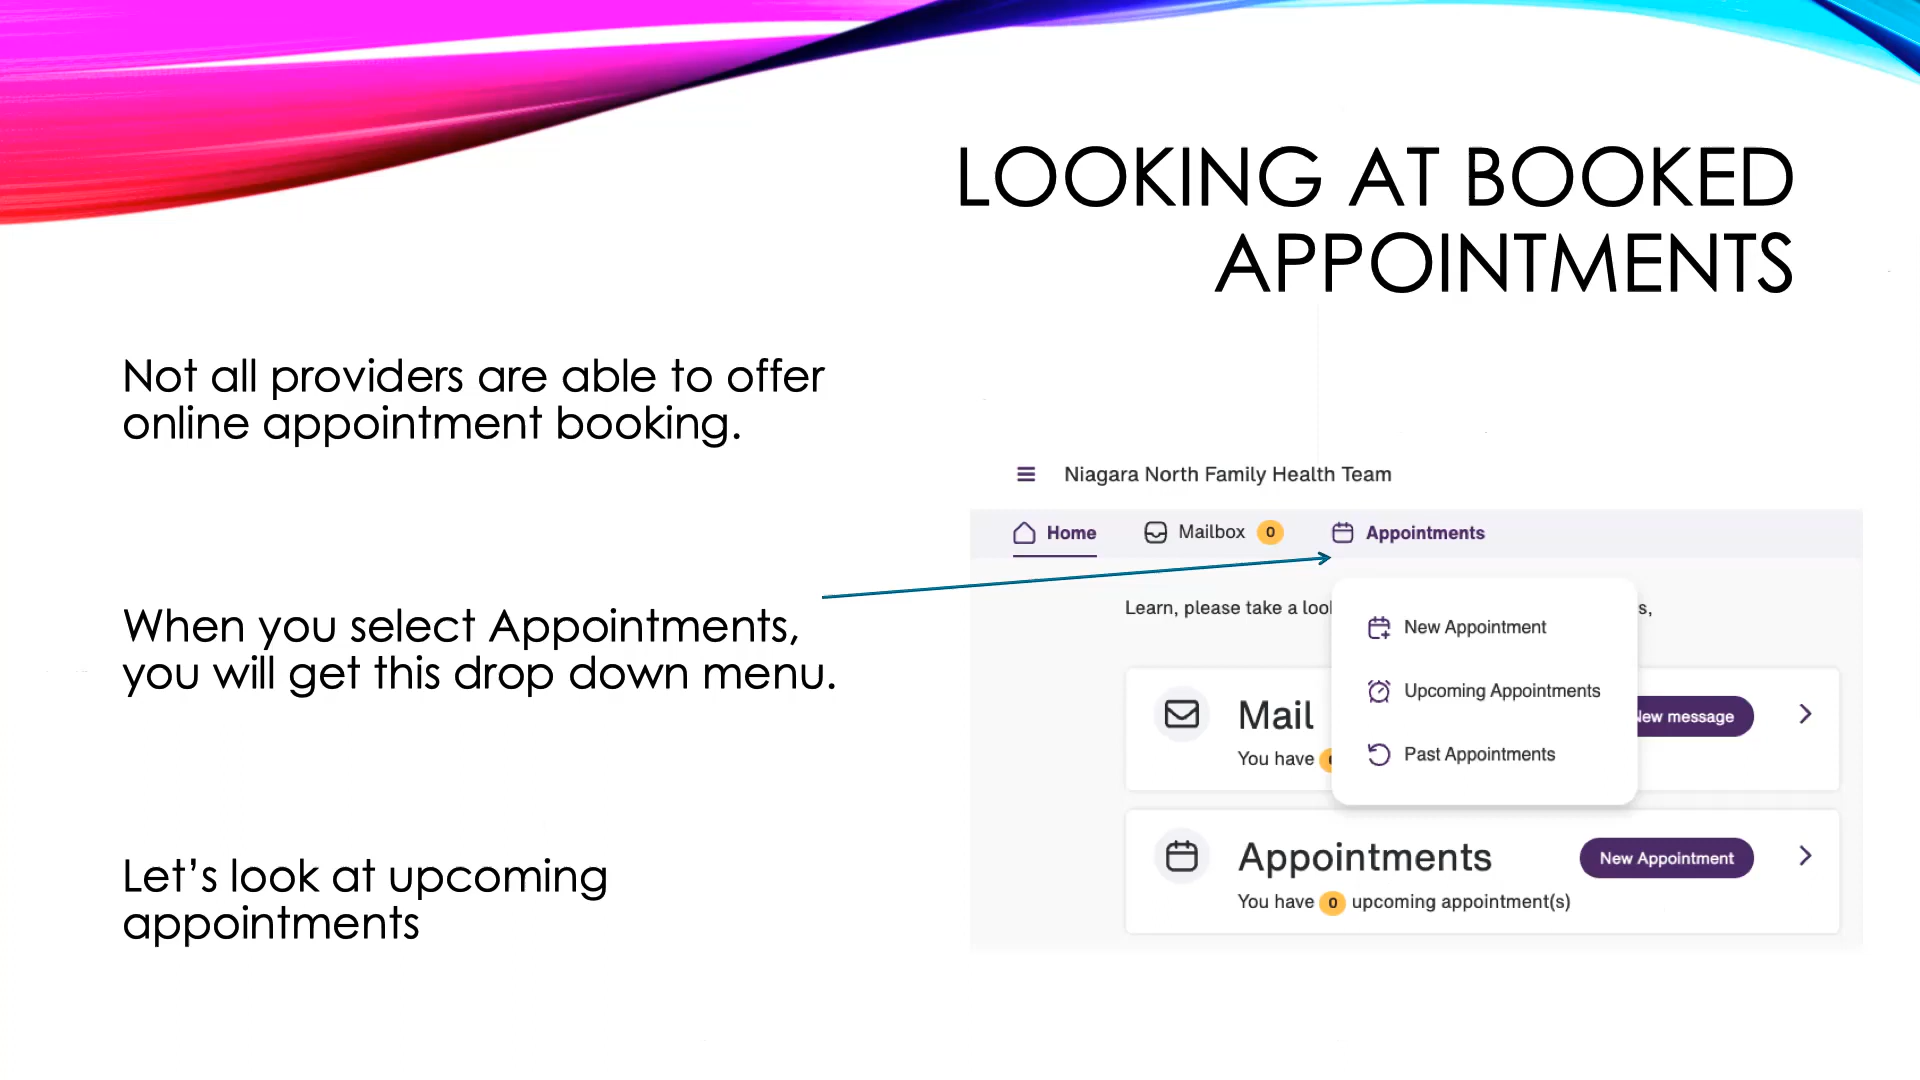 LOOKING AT BOOKED
APPOINTMENTS
Not all providers are able to offer
online appointment booking.
When you select Appointments,
you will get this drop down menu.
Let’s look at upcoming
appointments
Niagara North Family Health Team
Home Mailbox 0 Appointments
Learn, please take a s,
New Appointment
Upcoming Appointments
Past Appointments
Mail message
You have
Appointments New Appointment
You have 0 upcoming appointment(s)